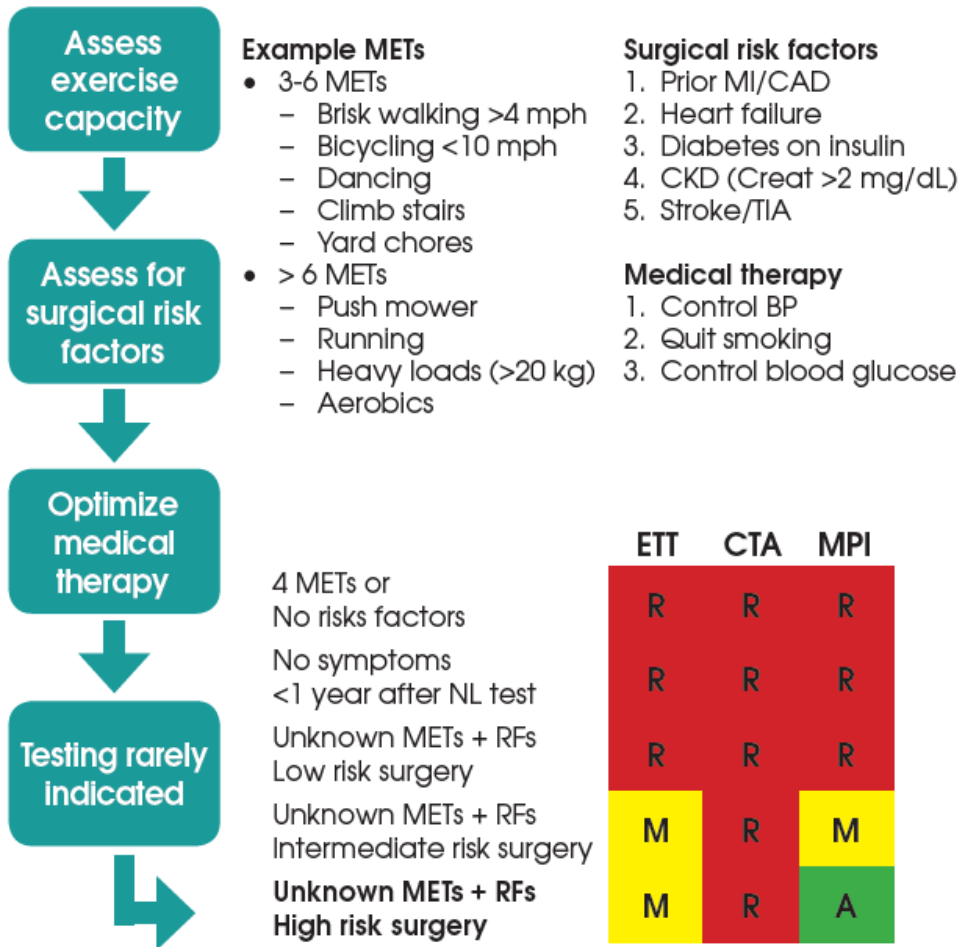 Assess
exercise
capacity
Assess for
surgical risk
factors
Optimize
medical
therapy
Testing rarely
indicated
Example METs
• 3-6 METs
– Brisk walking >4 mph
– Bicycling <10 mph
– Dancing
– Climb stairs
– Yard chores
• > 6 METs
– Push mower
– Running
– Heavy loads (>20 kg)
– Aerobics
Surgical risk factors
1. Prior MI/CAD
2. Heart failure
3. Diabetes on insulin
4. CKD (Creat >2 mg/dL)
5. Stroke/TIA
Medical therapy
1. Control BP
2. Quit smoking
3. Control blood glucose
ETT CTA MPI
4 METs or
No risks factors
R R R
No symptoms
<1 year after NL test
R R R
Unknown METs + RFs
Low risk surgery
R R R
Unknown METs + RFs
Intermediate risk surgery
M R M
Unknown METs + RFs
High risk surgery
M R A